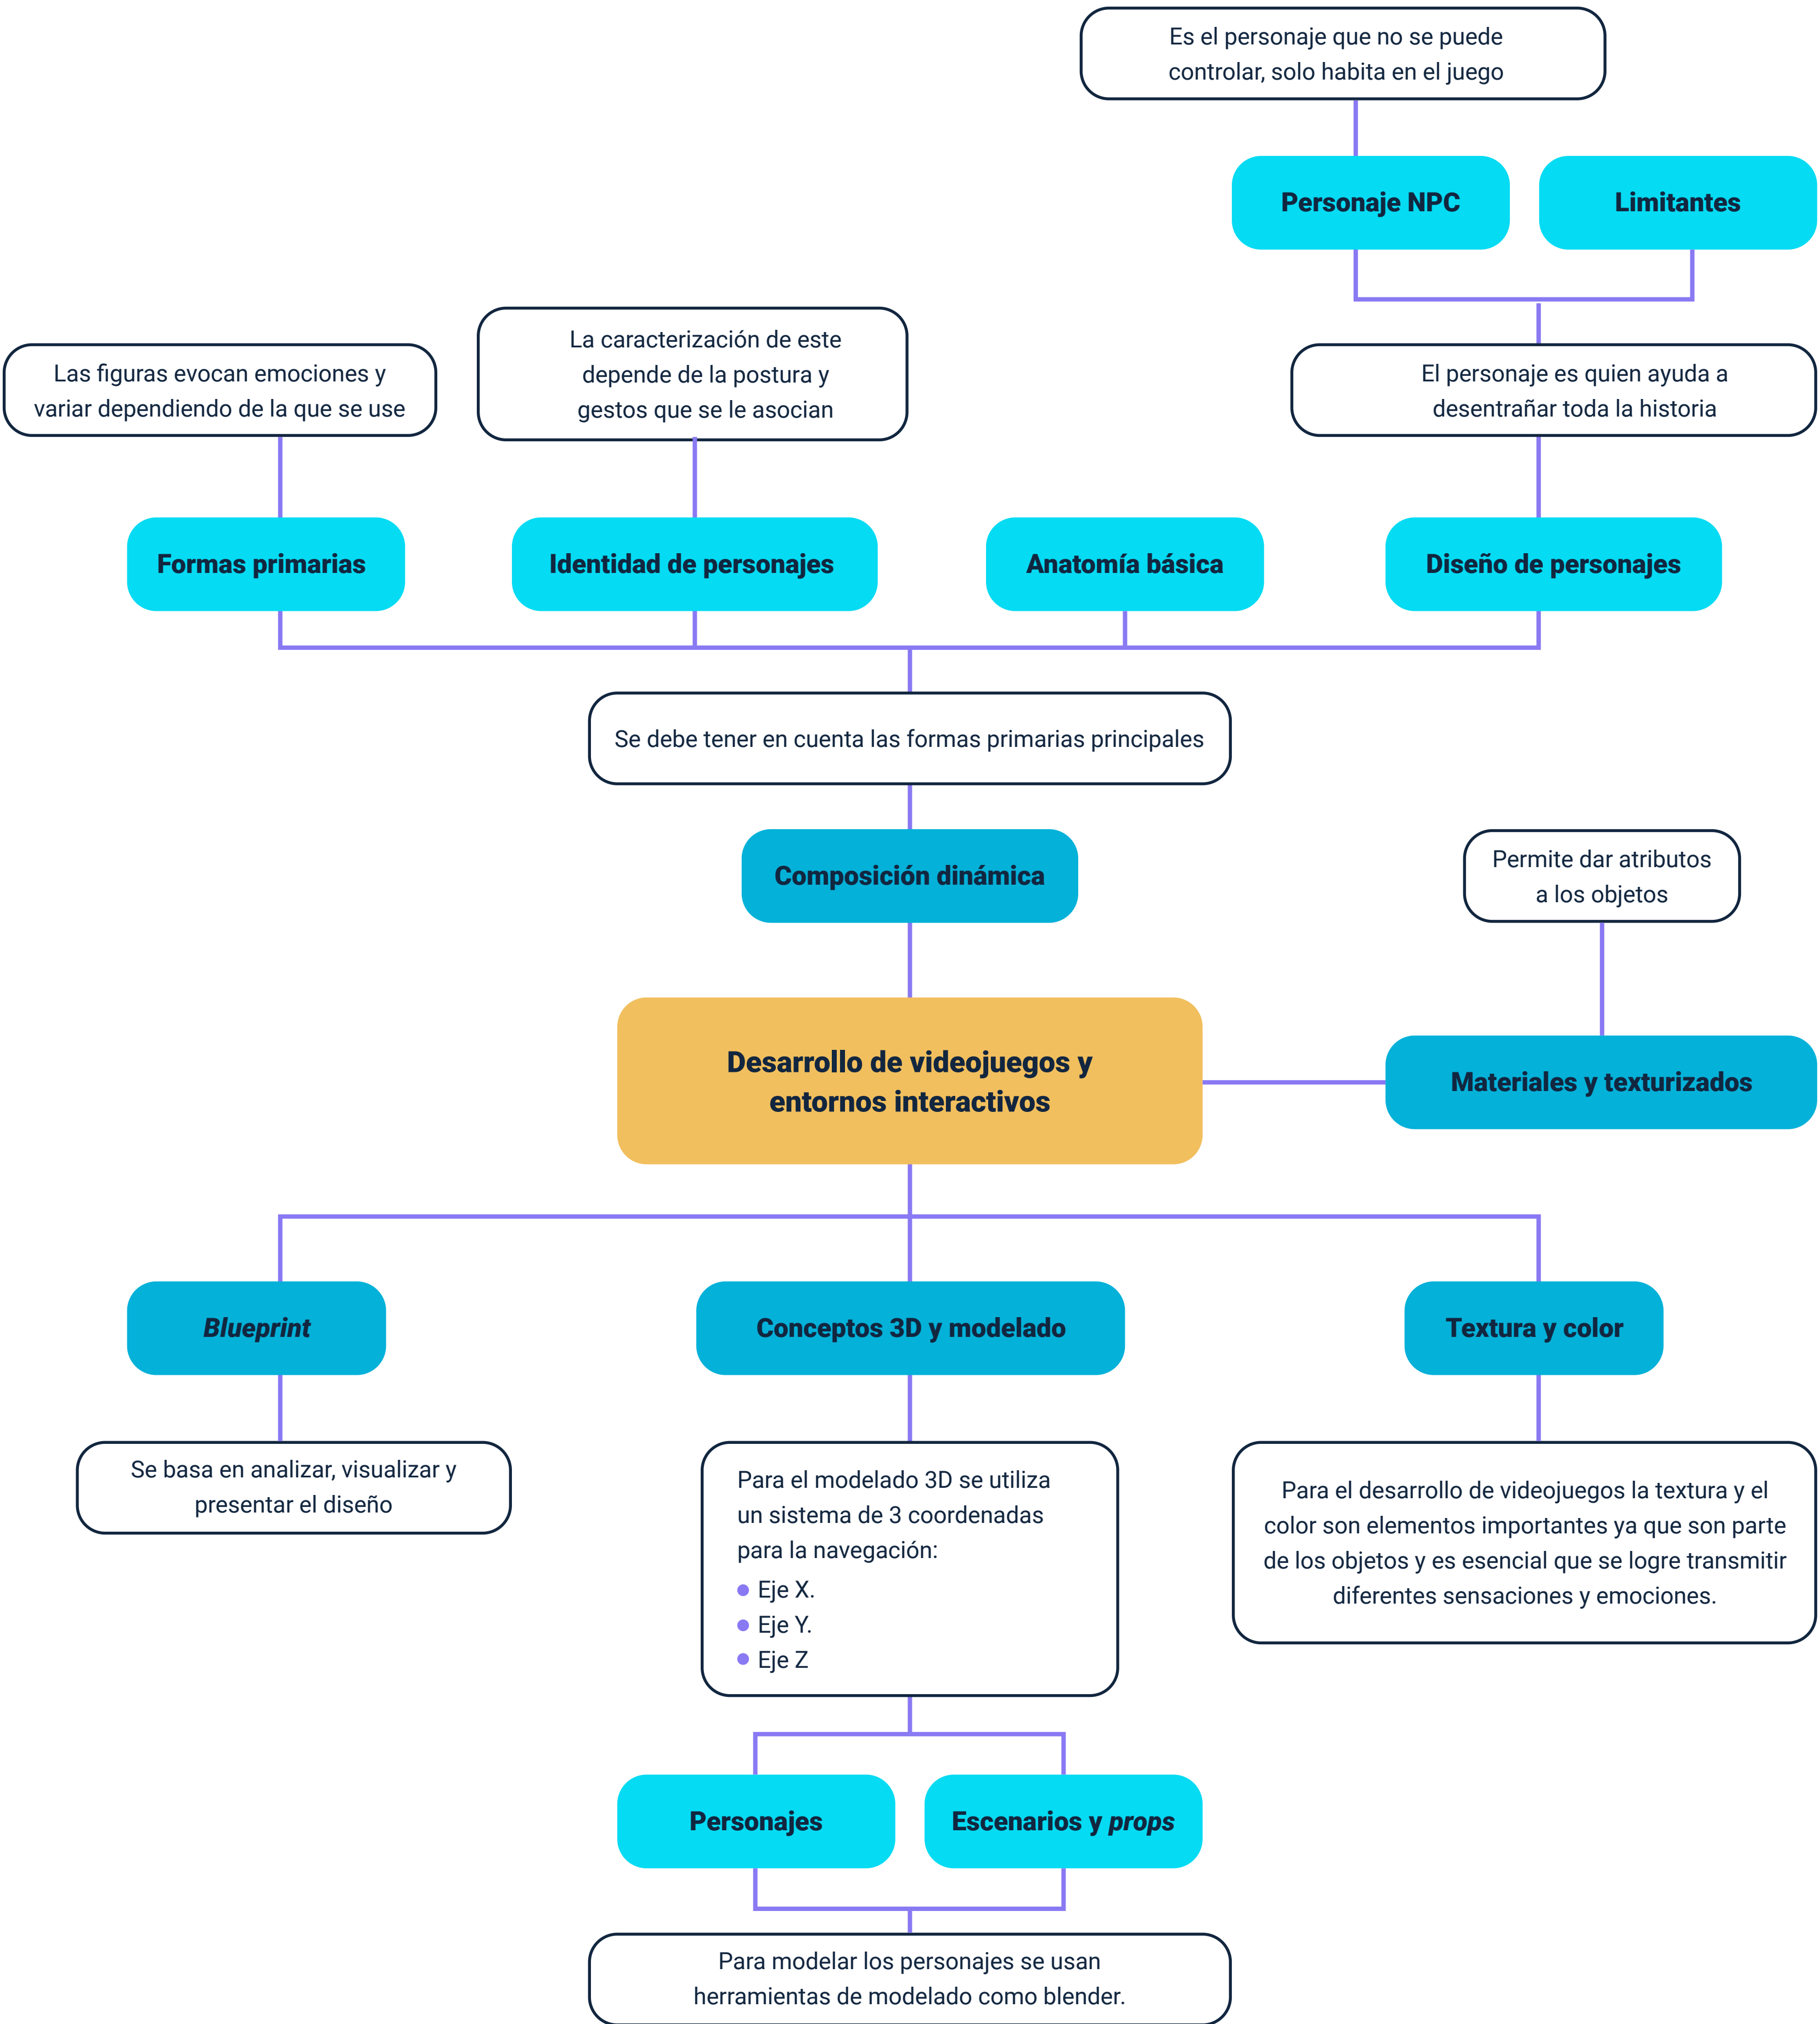 Es el personaje que no se puede
controlar, solo habita en el juego
Personaje NPC
Limitantes
Las figuras evocan emociones y
variar dependiendo de la que se use
La caracterización de este
depende de la postura y
gestos que se le asocian
El personaje es quien ayuda a
desentrañar toda la historia
Formas primarias
Identidad de personajes
Anatomía básica
Diseño de personajes
Se debe tener en cuenta las formas primarias principales
Composición dinámica
Permite dar atributos
a los objetos
Desarrollo de videojuegos y
entornos interactivos
Materiales y texturizados
Blueprint
Conceptos 3D y modelado
Textura y color
Se basa en analizar, visualizar y
presentar el diseño
Para el modelado 3D se utiliza
un sistema de 3 coordenadas
para la navegación:
Eje X.
Eje Y.
Eje Z
Para el desarrollo de videojuegos la textura y el
color son elementos importantes ya que son parte
de los objetos y es esencial que se logre transmitir
diferentes sensaciones y emociones.
Personajes
Escenarios y props
Para modelar los personajes se usan
herramientas de modelado como blender.